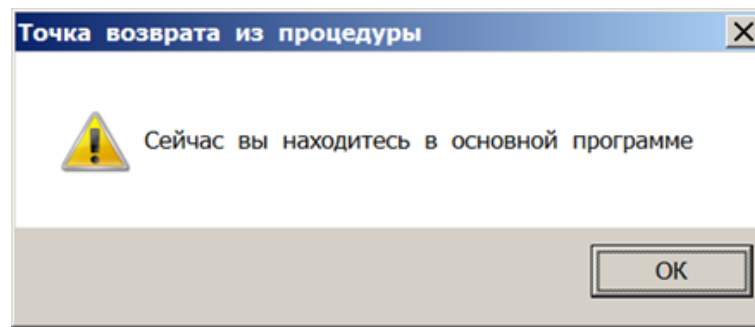 Точка возврата из процедуры
Сейчас вы находитесь в основной программе
OK